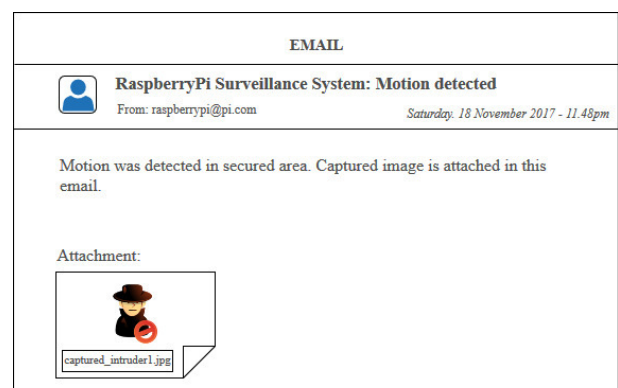 EMAIL
RaspberryPi Surveillance System: Motion detected
From: raspberrypi@pi.com
Saturday. 18 November 2017 - 11.48pm
Motion was detected in secured area. Captured image is attached in this
email.
Attachment:
captured_intruder1.jpg